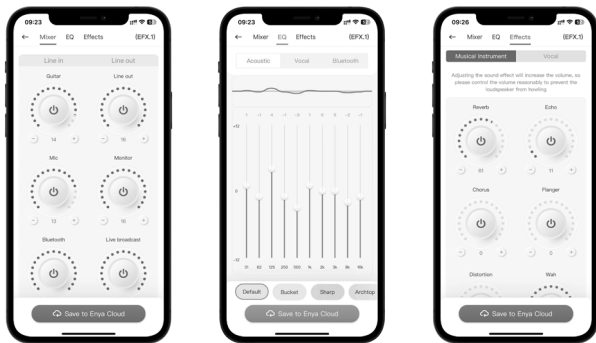 09:23
← Mixer EQ Effects (EFX.1)
Line in Line out
Guitar Line out
14 16
Mic Monitor
13 16
Bluetooth Live broadcast
Save to Enya Cloud
09:23
← Mixer EQ Effects (EFX.1)
Acoustic Vocal Bluetooth
+12
0
-12
31 62 125 250 500 1k 2k 3k 8k 16k
Default Bucket Sharp Archtop
Save to Enya Cloud
09:26
← Mixer EQ Effects (EFX.1)
Musical Instrument Vocal
Adjusting the sound effect will increase the volume, so
please control the volume reasonably to prevent the
loudspeaker from howling
Reverb Echo
61 11
Chorus Flanger
0 0
Distortion Wah
Save to Enya Cloud